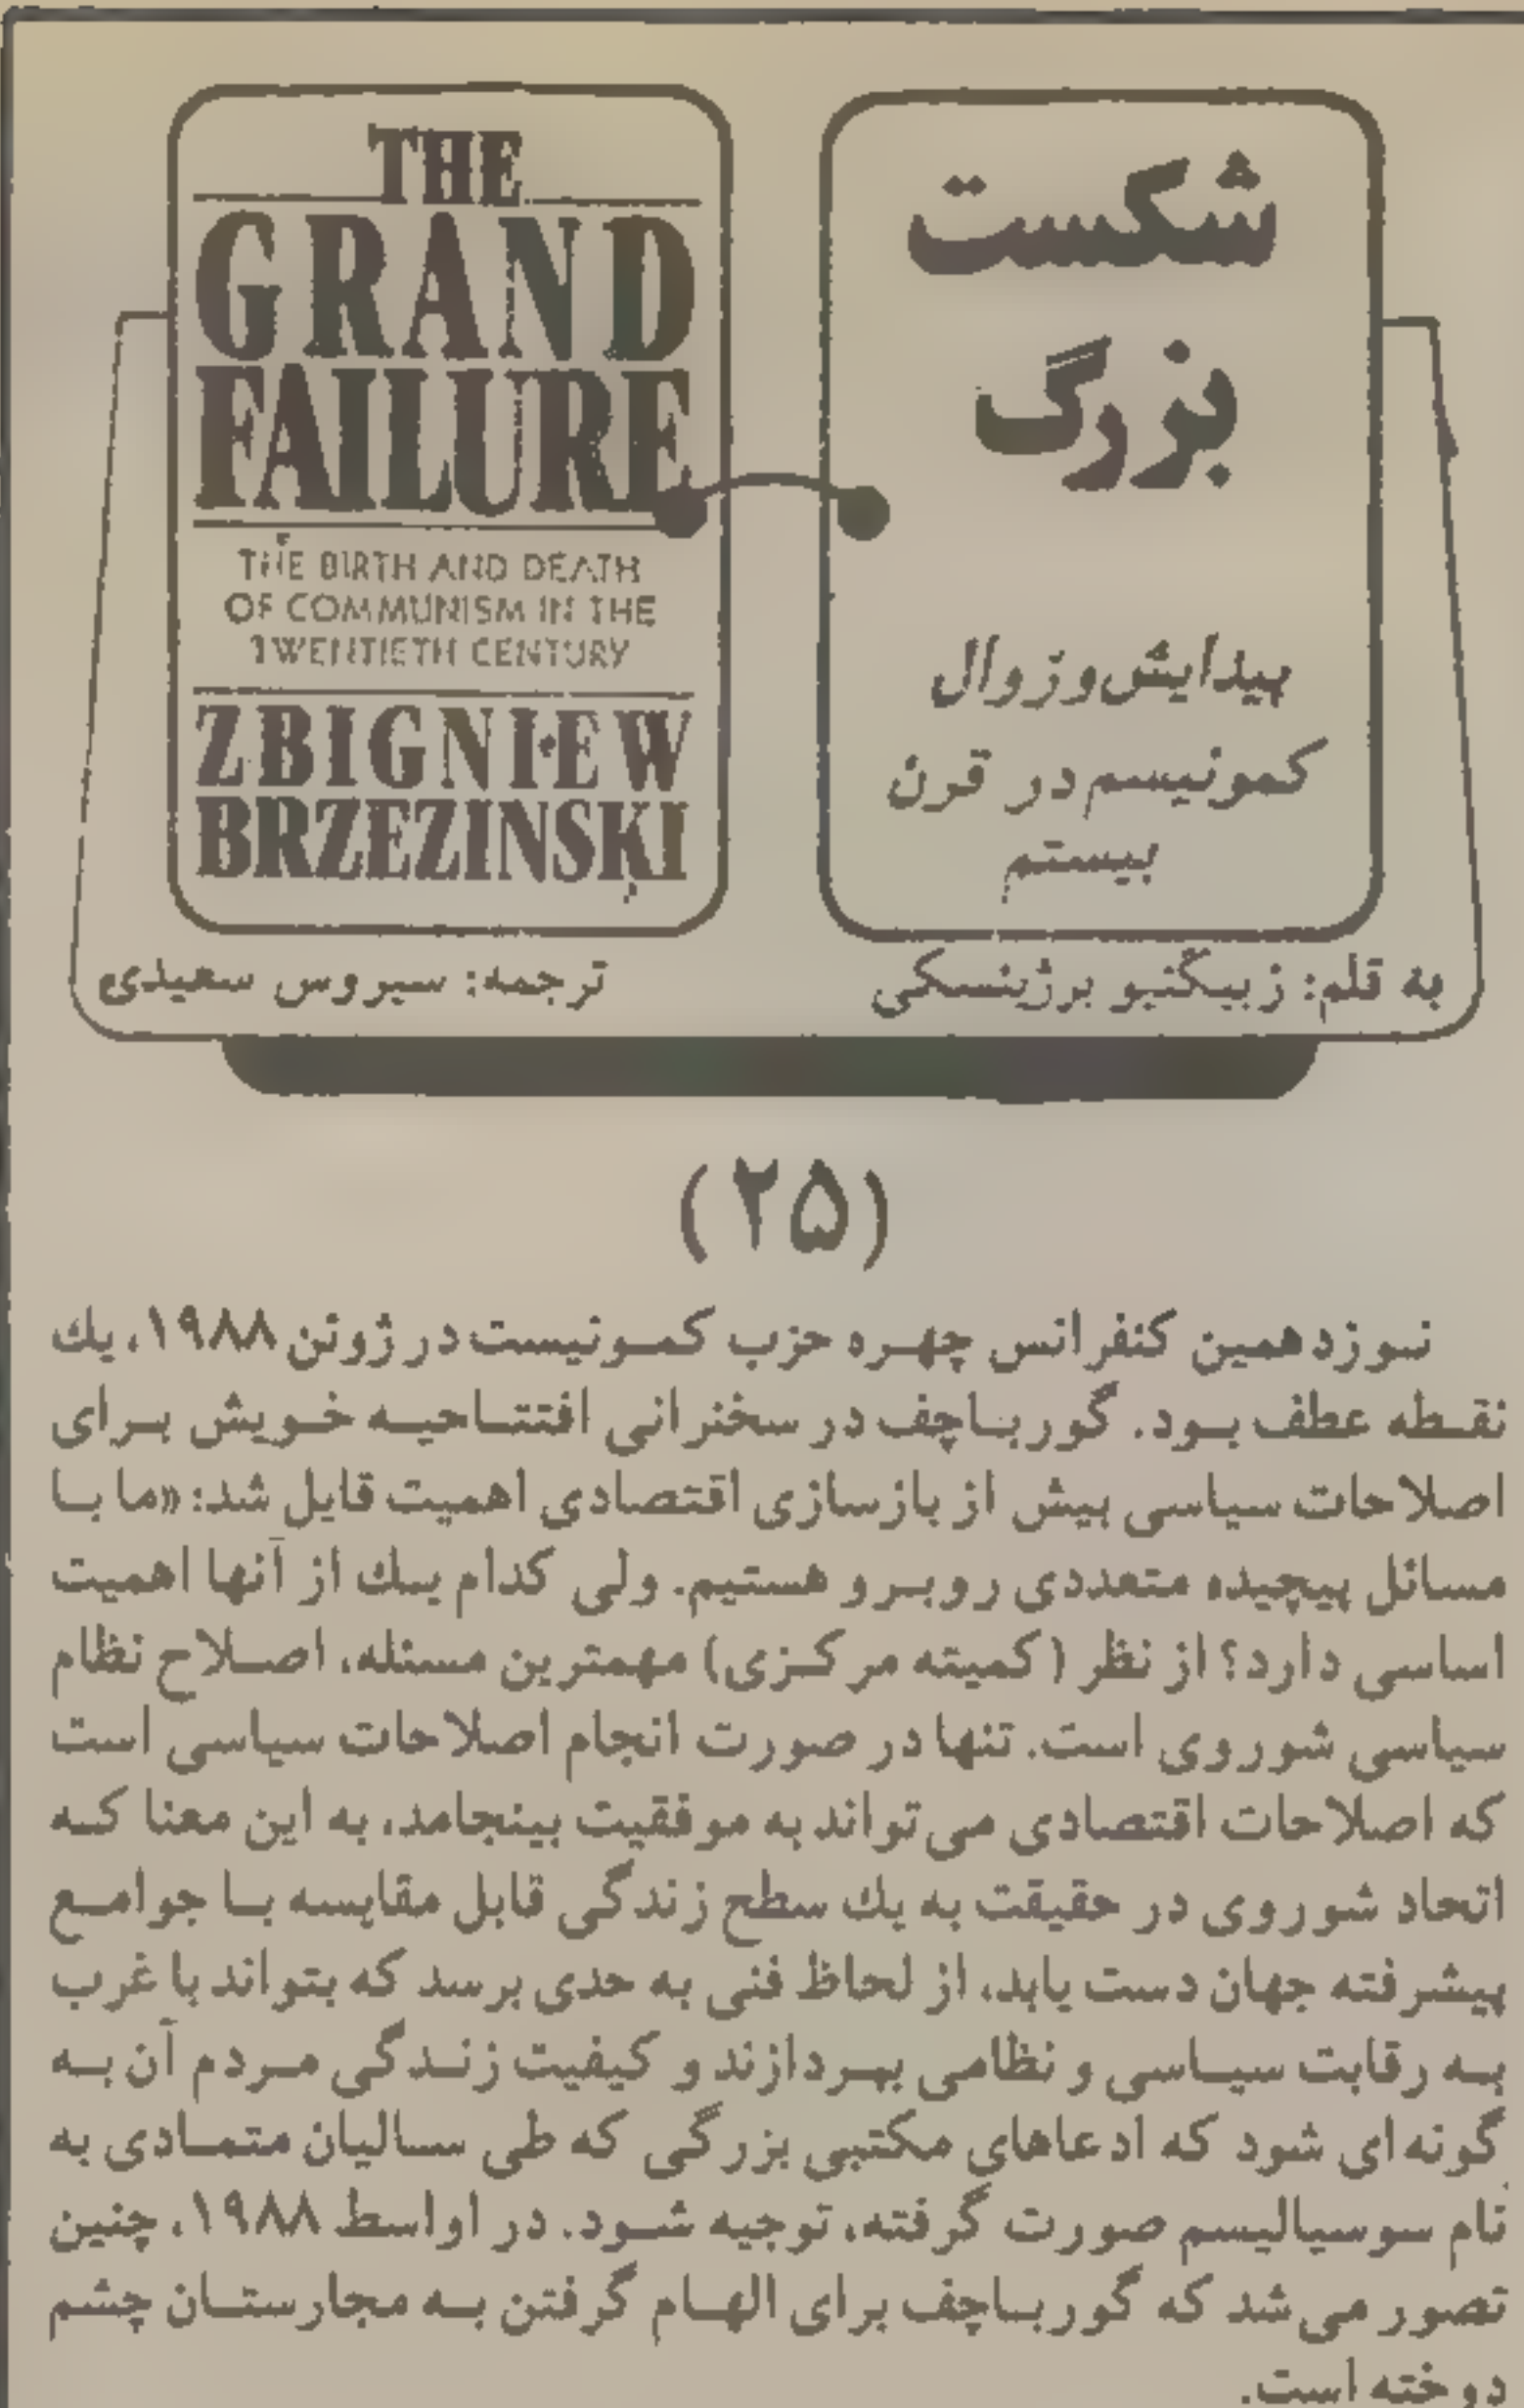 THE
GRAND
FAILURE
THE BIRTH AND DEATH
OF COMMUNISM IN THE
TWENTIETH CENTURY
ZBIGNIEW
BRZEZINSKI
شکست
بزرگ
پیدایش و زوال
کمونیسم در قرن
بیستم
به قلم: زبیگنیو برژینسکی
ترجمه: سیروس سعیدی
(۲۵)
نوزدهمین کنفرانس چهره حزب کمونیست در ژوئن ۱۹۸۸، یك
نقطه عطف بود. گورباچف در سخنرانی افتتاحیه خویش برای
اصلاحات سیاسی بیش از بازسازی اقتصادی اهمیت قایل شد: «ما با
مسائل پیچیده متعددی روبرو هستیم. ولی کدام یك از آنها اهمیت
اساسی دارد؟ از نظر (کمیته مرکزی) مهمترین مسئله، اصلاح نظام
سیاسی شوروی است. تنها در صورت انجام اصلاحات سیاسی است
که اصلاحات اقتصادی می‌تواند به موفقیت بینجامد، به این معنا که
اتحاد شوروی در حقیقت به یك سطح زندگی قابل مقایسه با جوامع
پیشرفته جهان دست یابد، از لحاظ فنی به حدی برسد که بتواند با غرب
به رقابت سیاسی و نظامی بپردازند و کیفیت زندگی مردم آن به
گونه‌ای شود که ادعاهای مکتبی بزرگی که طی سالیان متمادی به
نام سوسیالیسم صورت گرفته، توجیه شود. در اواسط ۱۹۸۸، چنین
تصور می‌شد که گورباچف برای الهام گرفتن به مجارستان چشم
دوخته است.